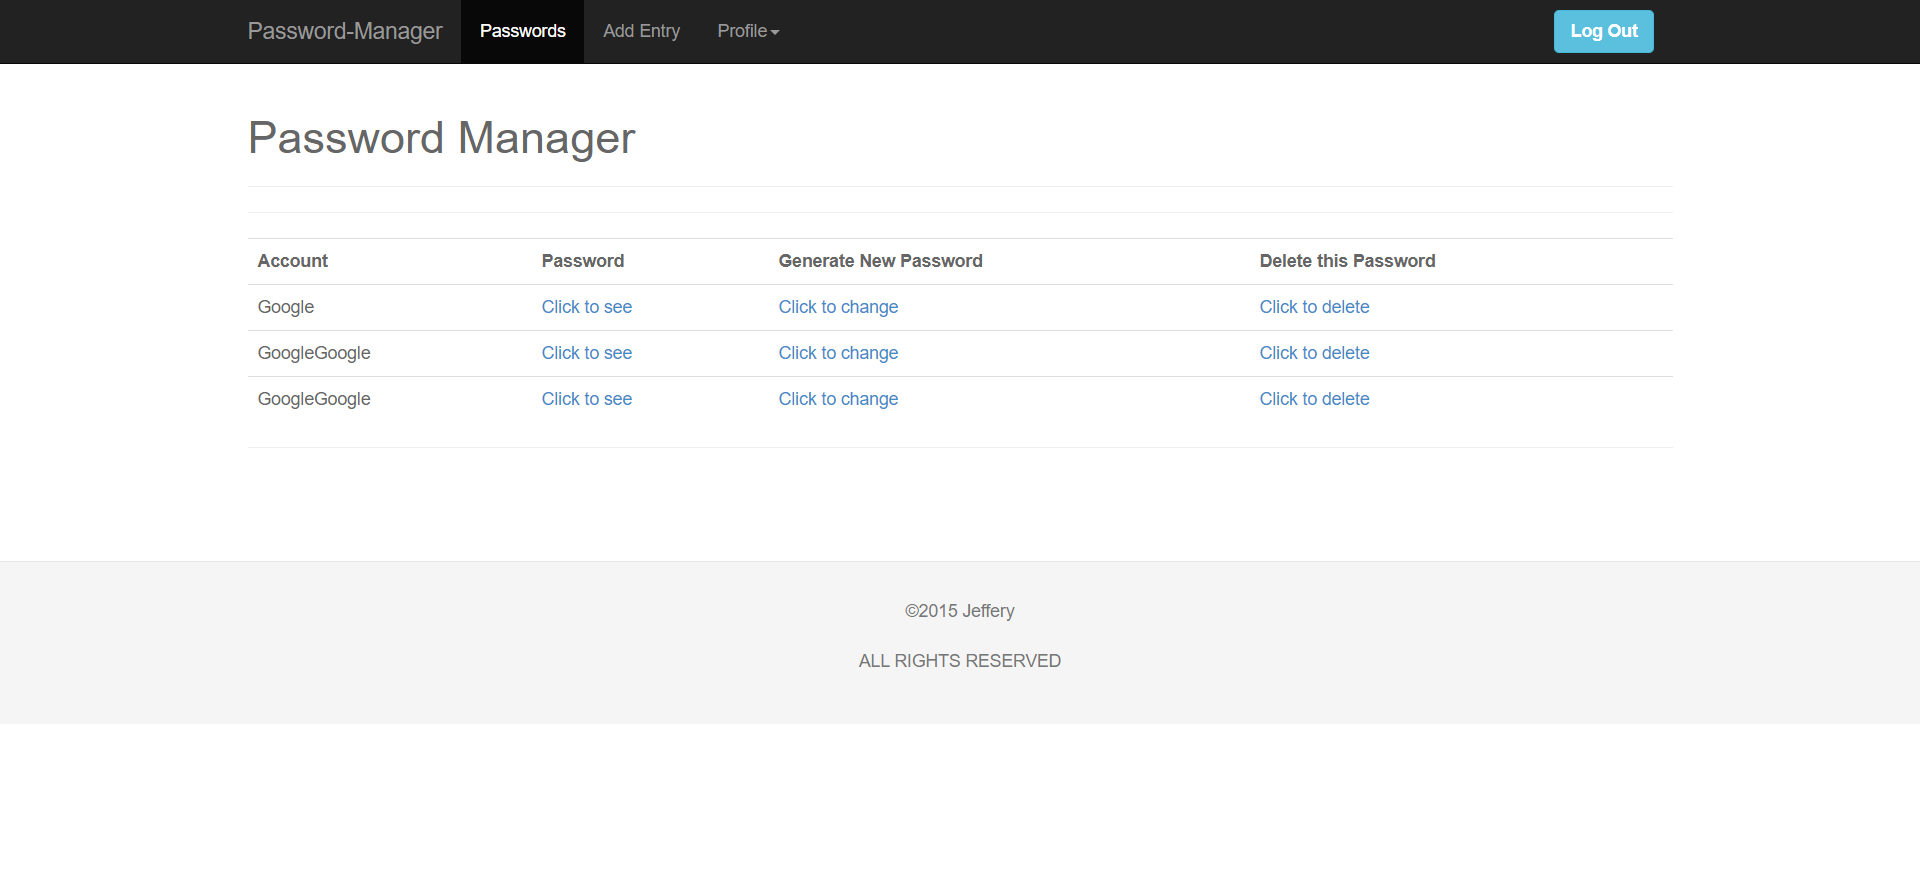 Password-Manager Passwords Add Entry Profile Log Out
Password Manager
Account Password Generate New Password Delete this Password
Google Click to see Click to change Click to delete
GoogleGoogle Click to see Click to change Click to delete
GoogleGoogle Click to see Click to change Click to delete
©2015 Jeffery
ALL RIGHTS RESERVED